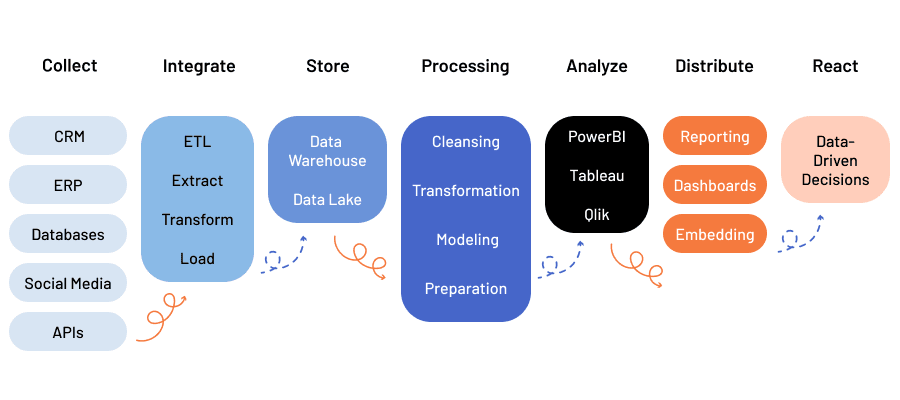 Collect
Integrate
Store
Processing
Analyze
Distribute
React
CRM
ERP
Databases
Social Media
APIs
ETL
Extract
Transform
Load
Data
Warehouse
Data Lake
Cleansing
Transformation
Modeling
Preparation
PowerBI
Tableau
Qlik
Reporting
Dashboards
Embedding
Data-
Driven
Decisions